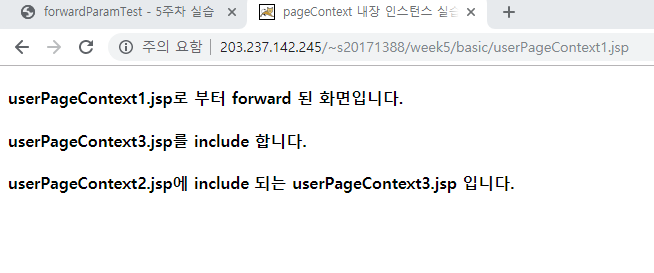 forwardParamTest - 5주차 실습
pageContext 내장 인스턴스 실습
주의 요함 | 203.237.142.245/~s20171388/week5/basic/userPageContext1.jsp
userPageContext1.jsp로 부터 forward 된 화면입니다.
userPageContext3.jsp를 include 합니다.
userPageContext2.jsp에 include 되는 userPageContext3.jsp 입니다.